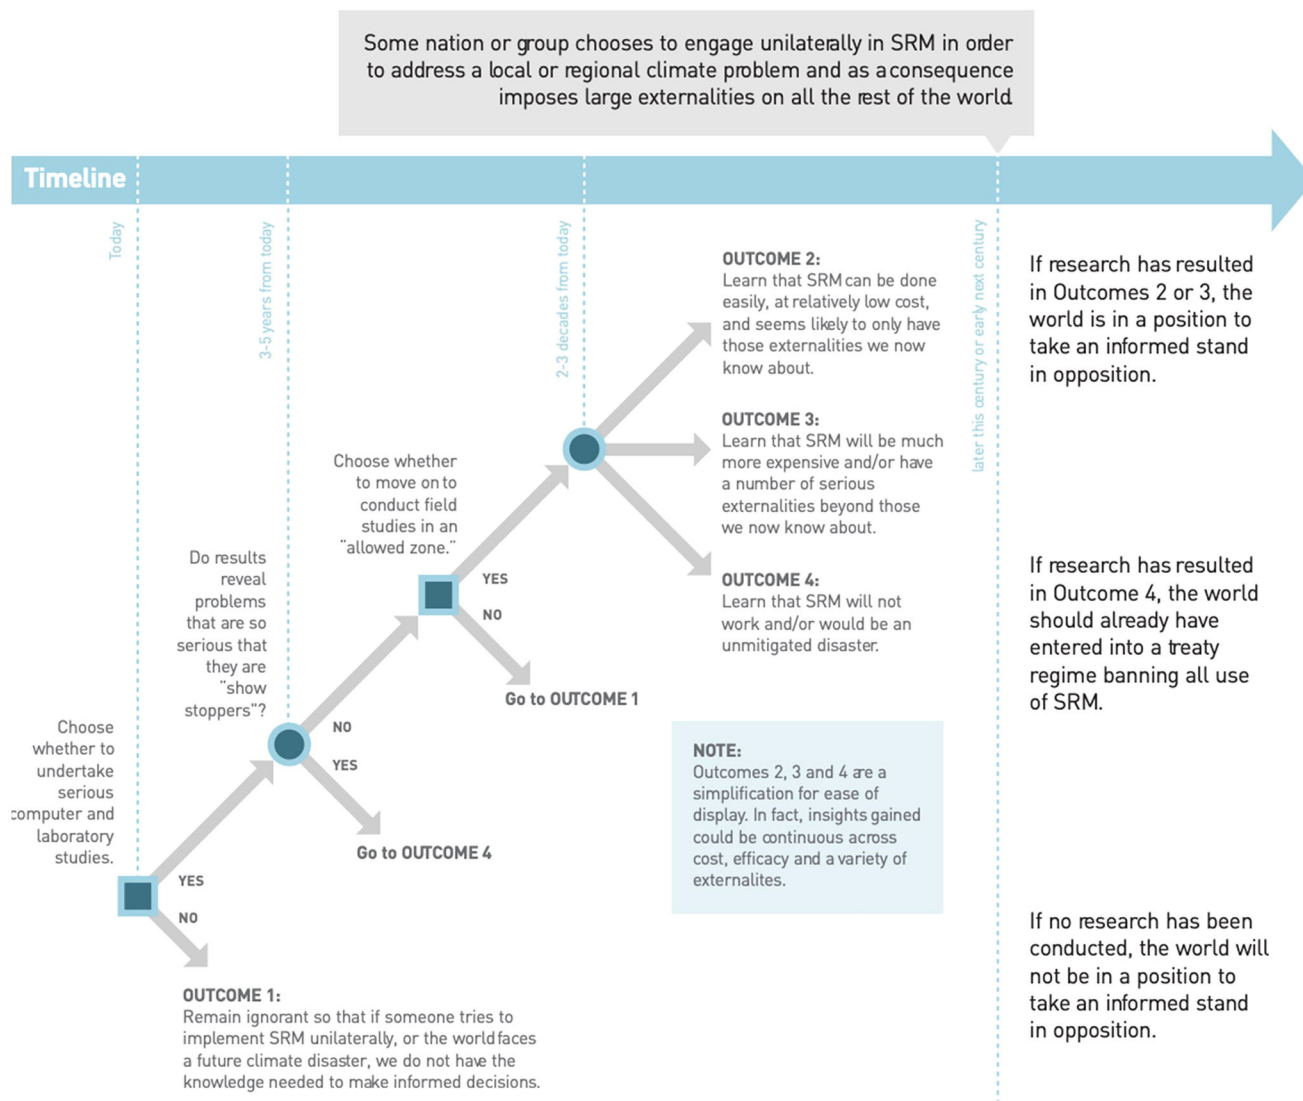 Some nation or group chooses to engage unilaterally in SRM in order
to address a local or regional climate problem and as a consequence
imposes large externalities on all the rest of the world.
Timeline
Today
3-5 years from today
2-3 decades from today
later this century or early next century
OUTCOME 2:
Learn that SRM can be done
easily, at relatively low cost,
and seems likely to only have
those externalities we now
know about.
If research has resulted
in Outcomes 2 or 3, the
world is in a position to
take an informed stand
in opposition.
OUTCOME 3:
Learn that SRM will be much
more expensive and/or have
a number of serious
externalities beyond those
we now know about.
Choose whether
to move on to
conduct field
studies in an
"allowed zone."
YES
NO
Go to OUTCOME 1
OUTCOME 4:
Learn that SRM will not
work and/or would be an
unmitigated disaster.
If research has resulted
in Outcome 4, the world
should already have
entered into a treaty
regime banning all use
of SRM.
Do results
reveal
problems
that are so
serious that
they are
"show
stoppers"?
NO
YES
Go to OUTCOME 4
NOTE:
Outcomes 2, 3 and 4 are a
simplification for ease of
display. In fact, insights gained
could be continuous across
cost, efficacy and a variety of
externalites.
Choose
whether to
undertake
serious
computer and
laboratory
studies.
YES
NO
OUTCOME 1:
Remain ignorant so that if someone tries to
implement SRM unilaterally, or the world faces
a future climate disaster, we do not have the
knowledge needed to make informed decisions.
If no research has been
conducted, the world will
not be in a position to
take an informed stand
in opposition.